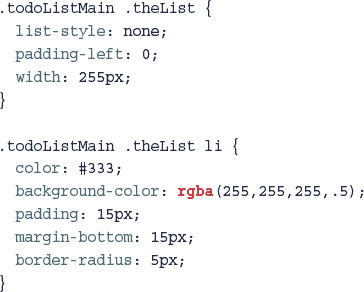 .todoListMain .theList {
  list-style: none;
  padding-left: 0;
  width: 255px;
}

.todoListMain .theList li {
  color: #333;
  background-color: rgba(255,255,255,.5);
  padding: 15px;
  margin-bottom: 15px;
  border-radius: 5px;
}